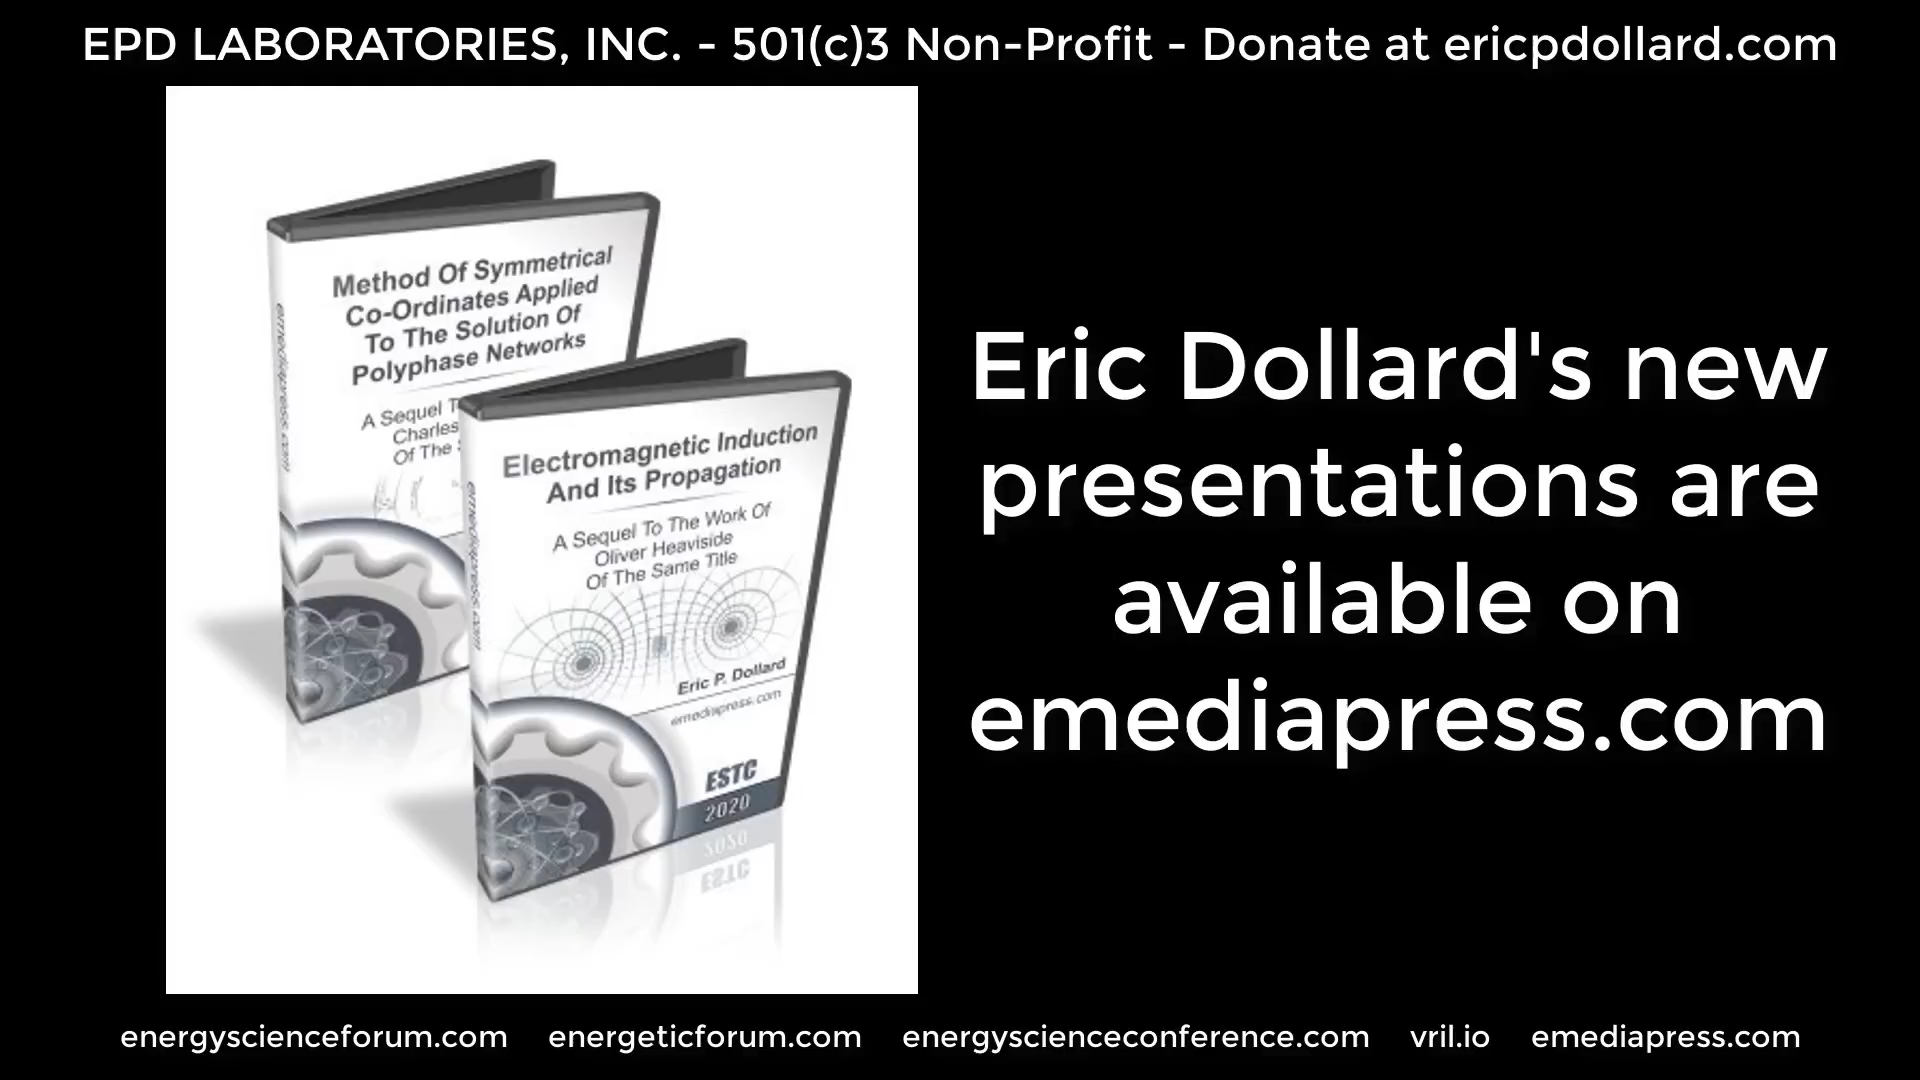 EPD LABORATORIES, INC. - 501(c)3 Non-Profit - Donate at ericpdollard.com
Method Of Symmetrical
Co-Ordinates Applied
To The Solution Of
Polyphase Networks
A Sequel T
Charles
Of The
emediapress.com
Electromagnetic Induction
And Its Propagation
A Sequel To The Work Of
Oliver Heaviside
Of The Same Title
Eric P. Dollard
emediapress.com
emediapress.com
ESTC
2020
Eric Dollard's new
presentations are
available on
emediapress.com
energyscienceforum.com energeticforum.com energyscienceconference.com vril.io emediapress.com